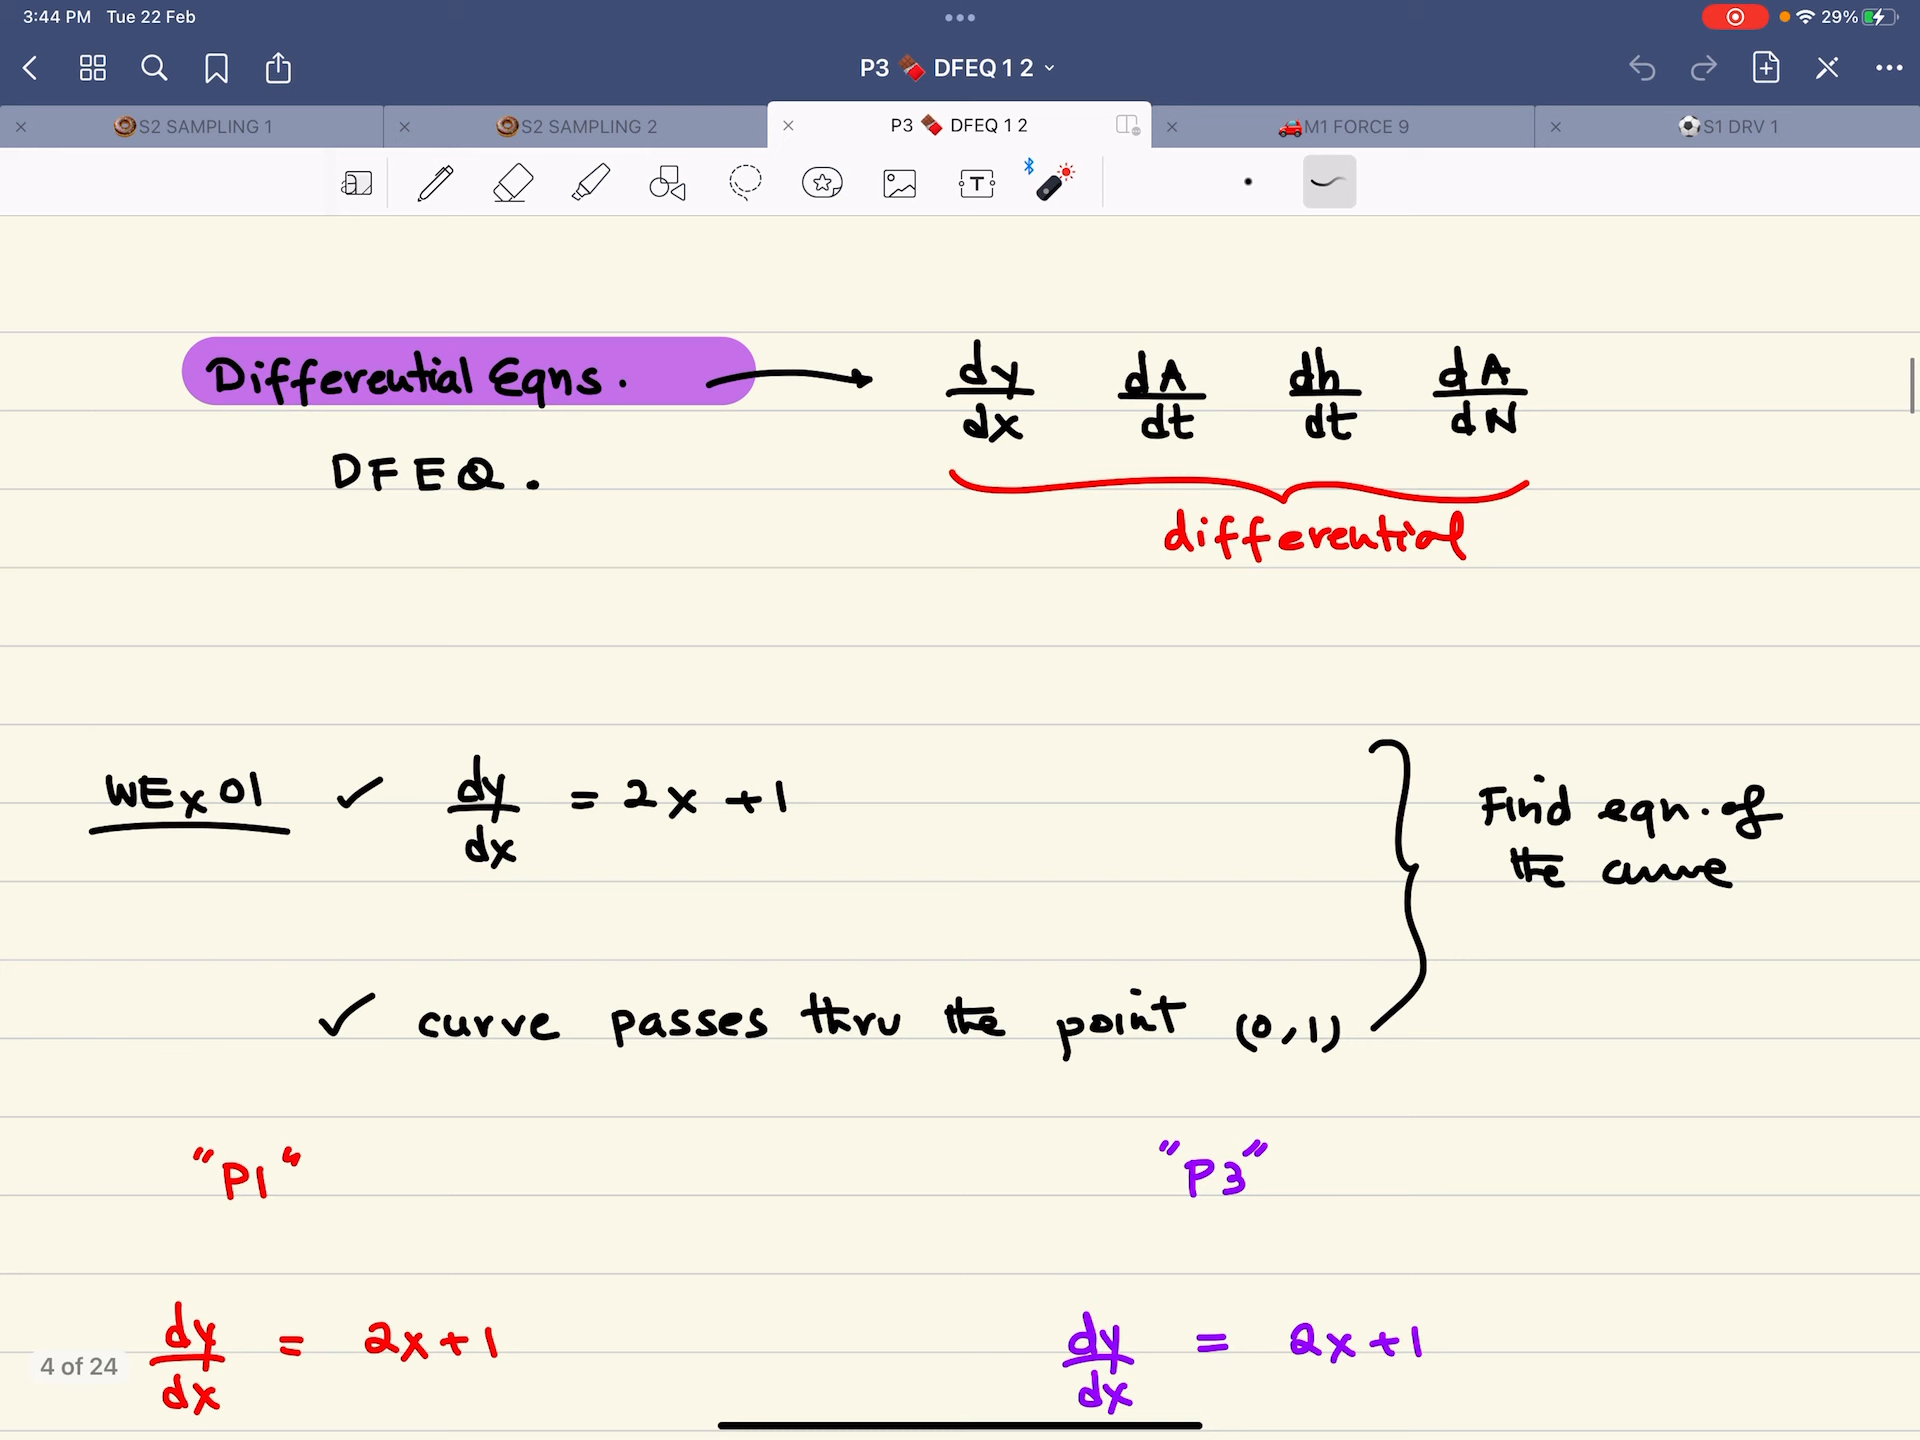 3:44 PM Tue 22 Feb
29%
P3 🍫 DFEQ 1 2
S2 SAMPLING 1
S2 SAMPLING 2
P3 🍫 DFEQ 1 2
M1 FORCE 9
S1 DRV 1
T
Differential Eqns. → dy/dx dA/dt dh/dt dA/dN
DFEQ.
differential
WEx01 ✓ dy/dx = 2x +1
Find eqn. of
the curve
✓ curve passes thru the point (0,1)
"P1" "P3"
dy/dx = 2x+1 dy/dx = 2x+1
4 of 24